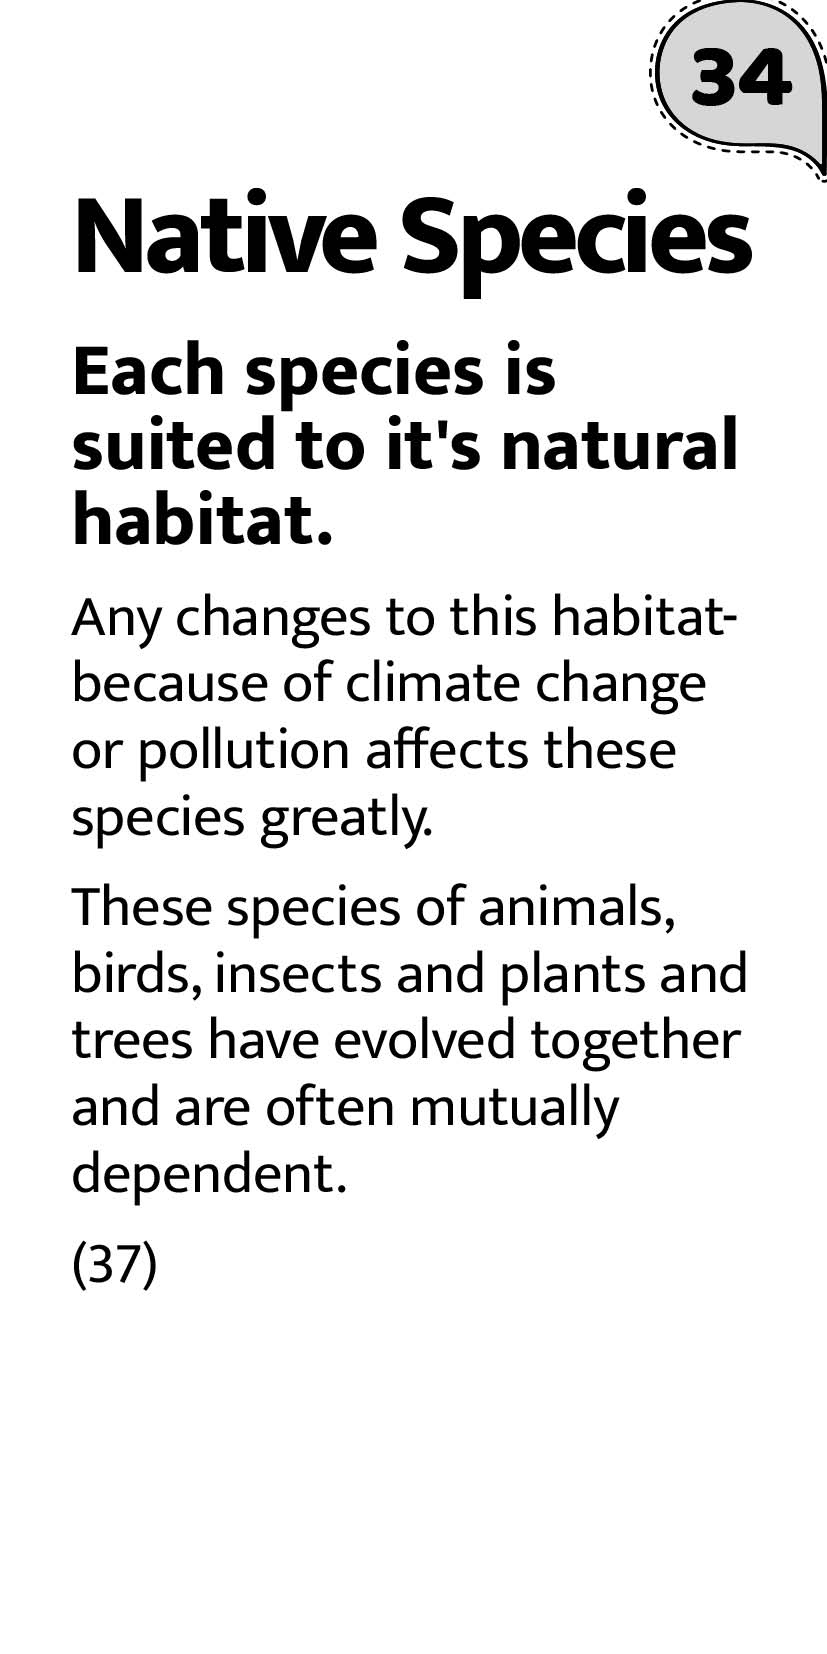 34
Native Species
Each species is
suited to it's natural
habitat.
Any changes to this habitat-
because of climate change
or pollution affects these
species greatly.
These species of animals,
birds, insects and plants and
trees have evolved together
and are often mutually
dependent.
(37)